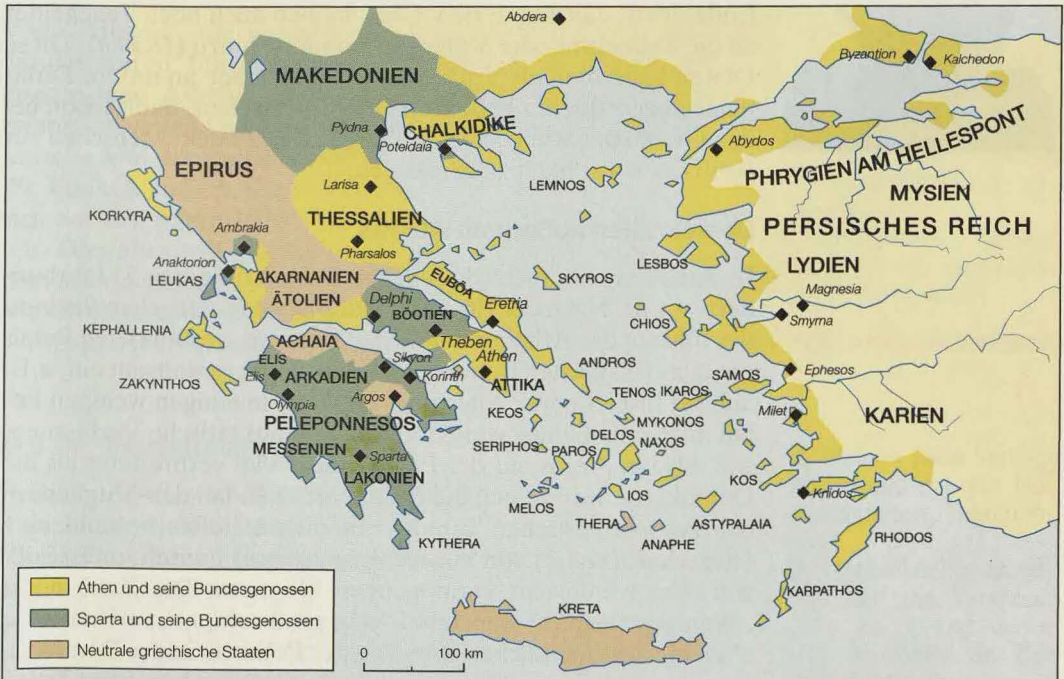 Abdera
Byzantion
Kalchedon
MAKEDONIEN
Pydna
CHALKIDIKE
Poteidaia
Abydos
PHRYGIEN AM HELLESPONT
EPIRUS
Larisa
LEMNOS
MYSIEN
KORKYRA
THESSALIEN
PERSISCHES REICH
Ambrakia
Pharsalos
Anaktorion
LEUKAS
AKARNANIEN
ÄTOLIEN
EUBÖA
SKYROS
LESBOS
LYDIEN
Magnesia
Delphi
BÖOTIEN
Eretria
Smyrna
KEPHALLENIA
CHIOS
ACHAIA
Theben
Athen
ELIS
Elis
ARKADIEN
Sikyon
Korinth
ATTIKA
ANDROS
SAMOS
Ephesos
ZAKYNTHOS
Olympia
Argos
TENOS
IKAROS
KEOS
MYKONOS
Milet
KARIEN
PELEPONNESOS
DELOS
NAXOS
MESSENIEN
Sparta
SERIPHOS
PAROS
LAKONIEN
KOS
IOS
Knidos
MELOS
THERA
ASTYPALAIA
KYTHERA
ANAPHE
RHODOS
KARPATHOS
KRETA
Athen und seine Bundesgenossen
Sparta und seine Bundesgenossen
Neutrale griechische Staaten
0 100 km